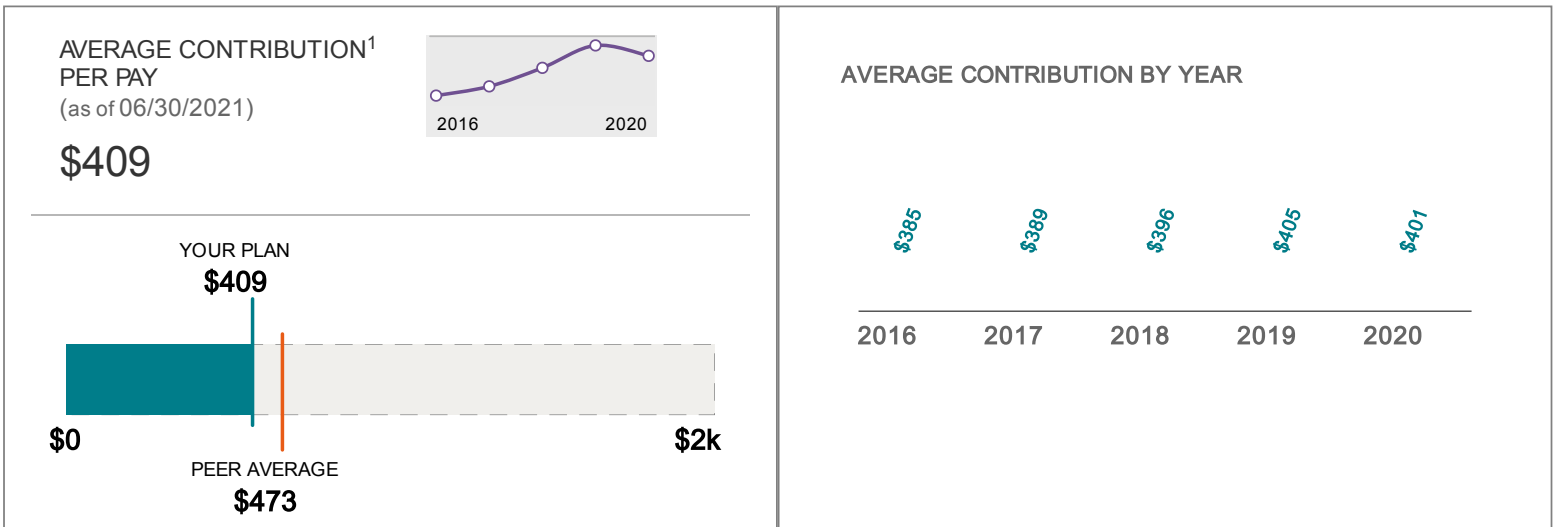 AVERAGE CONTRIBUTION1
PER PAY
(as of 06/30/2021)
$409
2016 2020
YOUR PLAN
$409
$0 $2k
PEER AVERAGE
$473
AVERAGE CONTRIBUTION BY YEAR
$385 $389 $396 $405 $401
2016 2017 2018 2019 2020